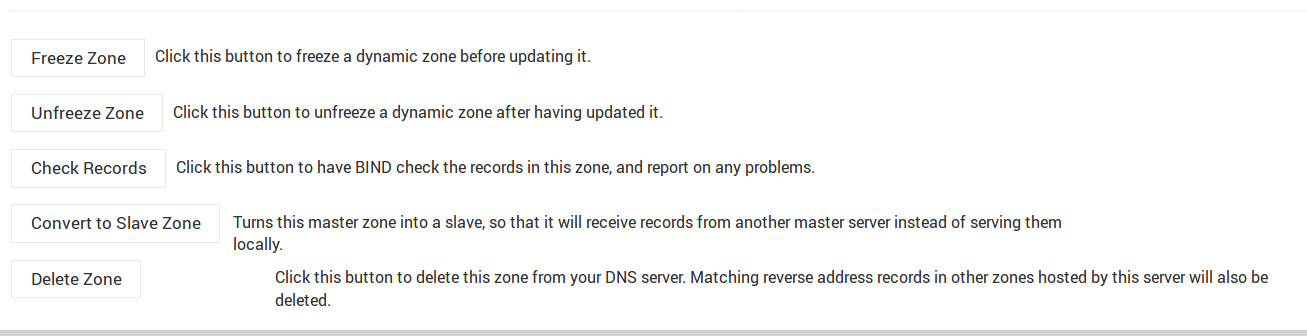 Freeze Zone Click this button to freeze a dynamic zone before updating it.
Unfreeze Zone Click this button to unfreeze a dynamic zone after having updated it.
Check Records Click this button to have BIND check the records in this zone, and report on any problems.
Convert to Slave Zone Turns this master zone into a slave, so that it will receive records from another master server instead of serving them
locally.
Delete Zone Click this button to delete this zone from your DNS server. Matching reverse address records in other zones hosted by this server will also be
deleted.